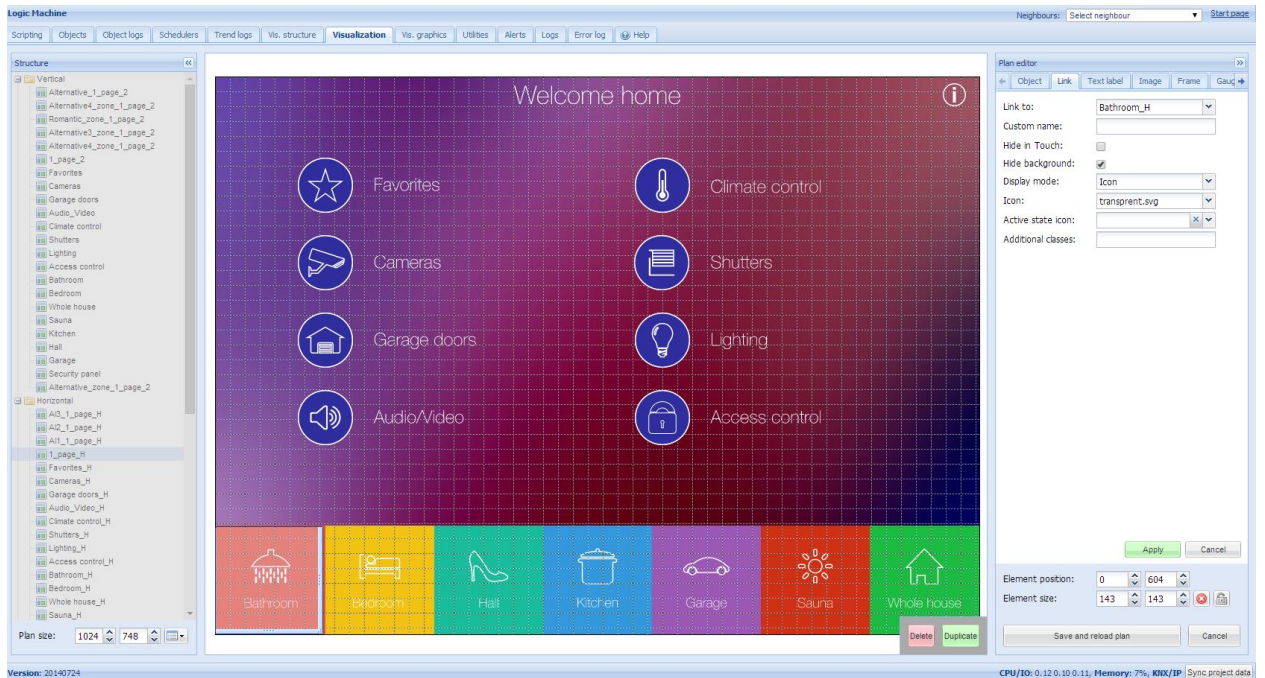 Logic Machine
Neighbours: Select neighbour Start page
Scripting Objects Object logs Schedulers Trend logs Vis. structure Visualization Vis. graphics Utilities Alerts Logs Error log Help
Structure
Vertical
Alternative_1_page_2
Alternative4_zone_1_page_2
Romantic_zone_1_page_2
Alternative3_zone_1_page_2
Alternative4_zone_1_page_2
1_page_2
Favorites
Cameras
Garage doors
Audio_Video
Climate control
Shutters
Lighting
Access control
Bathroom
Bedroom
Whole house
Sauna
Kitchen
Hall
Garage
Security panel
Alternative_zone_1_page_2
Horizontal
Al3_1_page_H
Al2_1_page_H
Al1_1_page_H
1_page_H
Favorites_H
Cameras_H
Garage doors_H
Audio_Video_H
Climate control_H
Shutters_H
Lighting_H
Access control_H
Bathroom_H
Bedroom_H
Whole house_H
Sauna_H
Plan size: 1024 748
Welcome home
Favorites Climate control
Cameras Shutters
Garage doors Lighting
Audio/Video Access control
Bathroom Bedroom Hall Kitchen Garage Sauna Whole house
Delete Duplicate
Plan editor
Object Link Text label Image Frame Gaug
Link to: Bathroom_H
Custom name:
Hide in Touch:
Hide background:
Display mode: Icon
Icon: transprent.svg
Active state icon:
Additional classes:
Apply Cancel
Element position: 0 604
Element size: 143 143
Save and reload plan Cancel
Version: 20140724
CPU/IO: 0.12 0.10 0.11, Memory: 7%, KNX/IP Sync project data